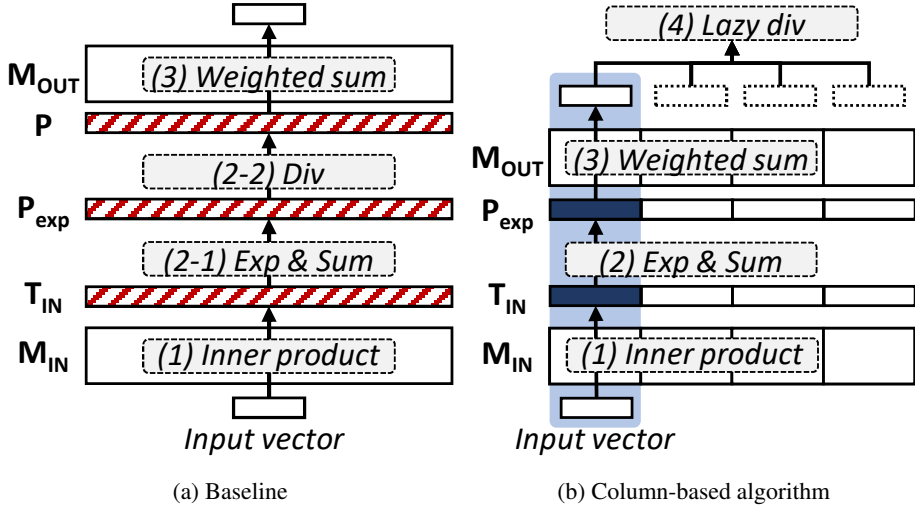 (3) Weighted sum
M_OUT
P
(2-2) Div
P_exp
(2-1) Exp & Sum
T_IN
(1) Inner product
M_IN
Input vector
(a) Baseline
(4) Lazy div
(3) Weighted sum
M_OUT
P_exp
(2) Exp & Sum
T_IN
(1) Inner product
M_IN
Input vector
(b) Column-based algorithm